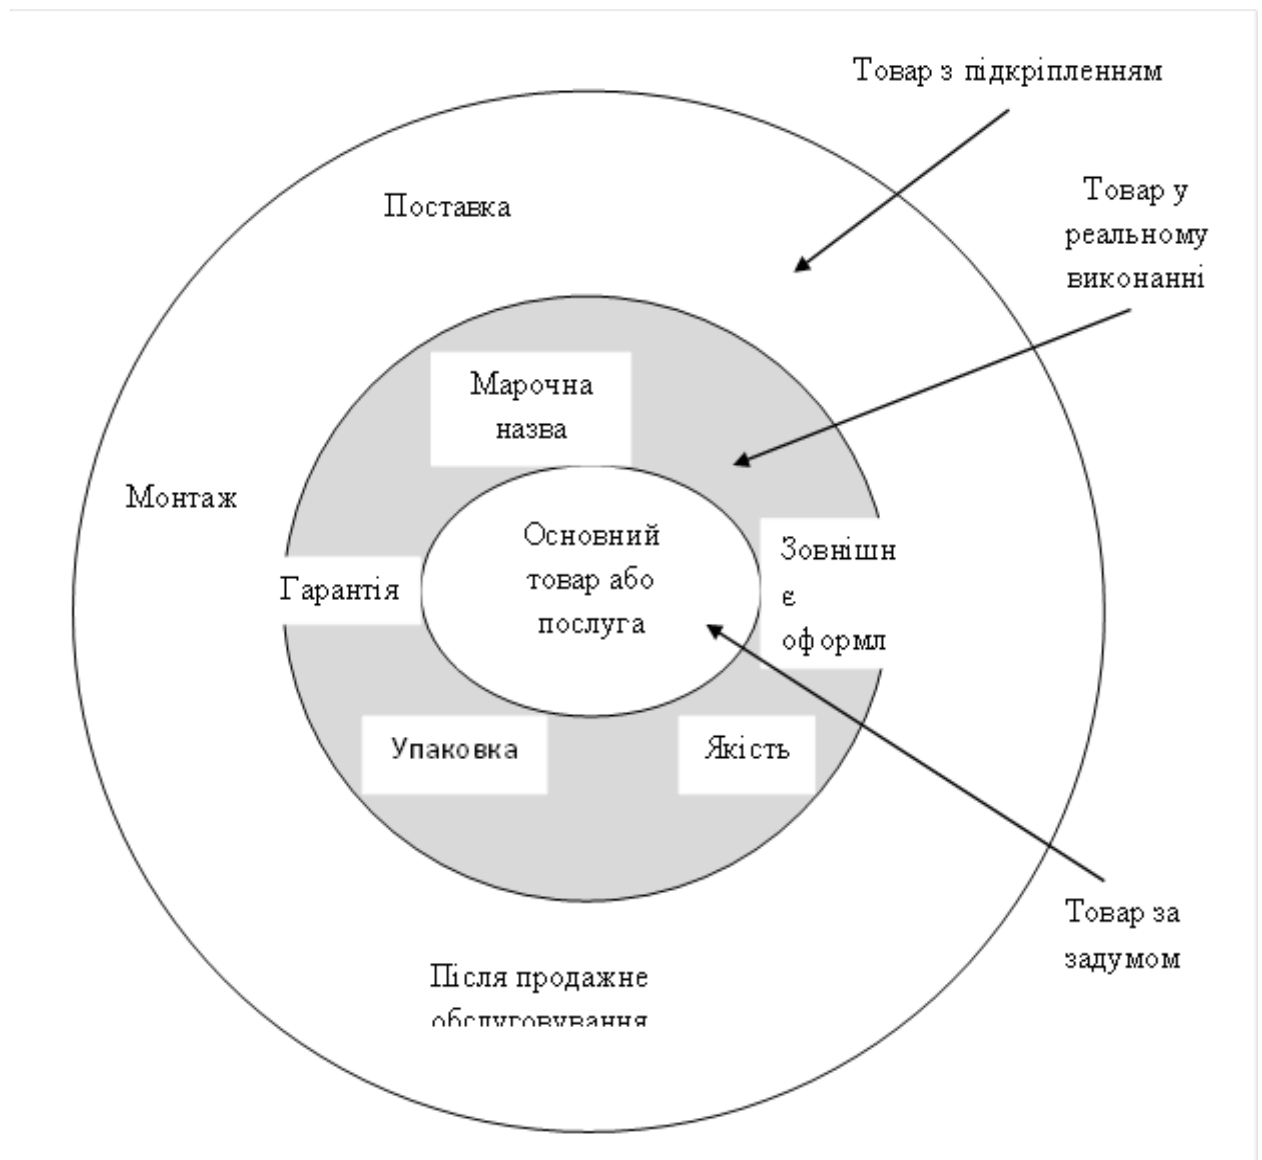 Товар з підкріпленням
Товар у
реальному
виконанні
Поставка
Марочна
назва
Монтаж
Основний
товар або
послуга
Зовнішн
є
оформл
Гарантія
Упаковка
Якість
Товар за
задумом
Після продажне
обслуговування